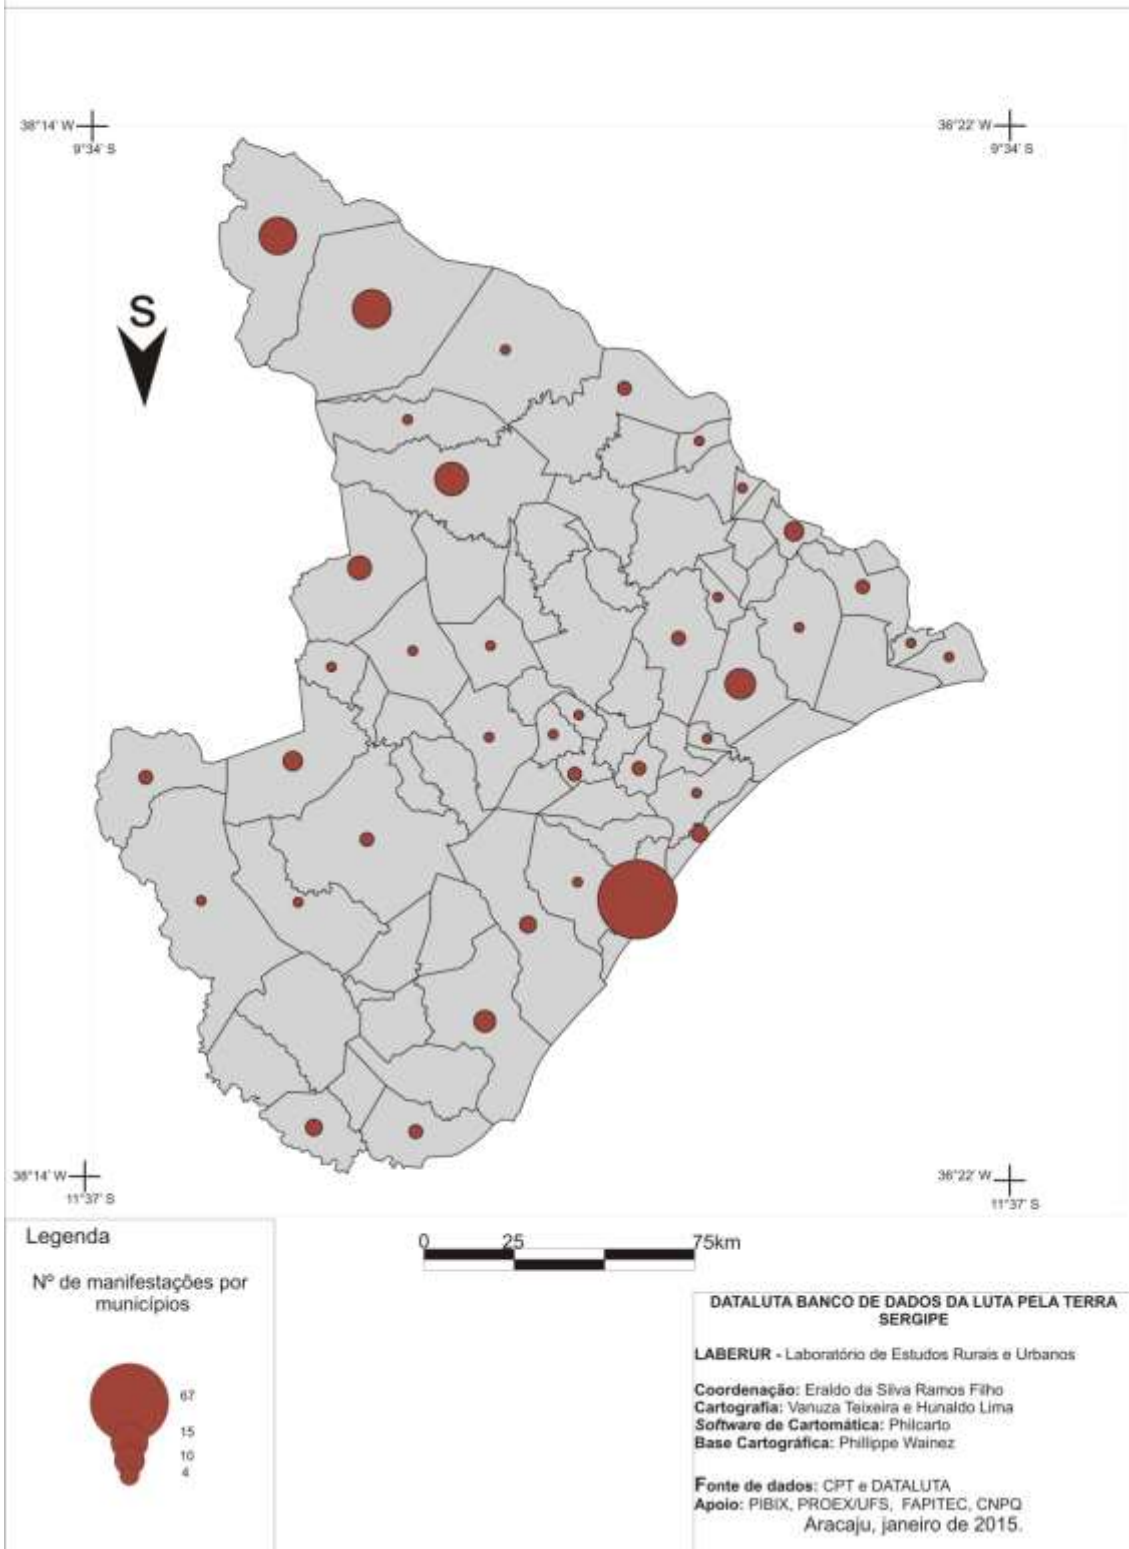 38°14' W
9°34' S
36°22' W
9°34' S
S
38°14' W
11°37' S
36°22' W
11°37' S
Legenda
Nº de manifestações por
municípios
67
15
10
4
0 25 75km
DATALUTA BANCO DE DADOS DA LUTA PELA TERRA
SERGIPE
LABERUR - Laboratório de Estudos Rurais e Urbanos
Coordenação: Eraldo da Silva Ramos Filho
Cartografia: Vanuza Teixeira e Hunaldo Lima
Software de Cartomática: Philcarto
Base Cartográfica: Phillippe Wainez
Fonte de dados: CPT e DATALUTA
Apoio: PIBIX, PROEX/UFS, FAPITEC, CNPQ
Aracaju, janeiro de 2015.